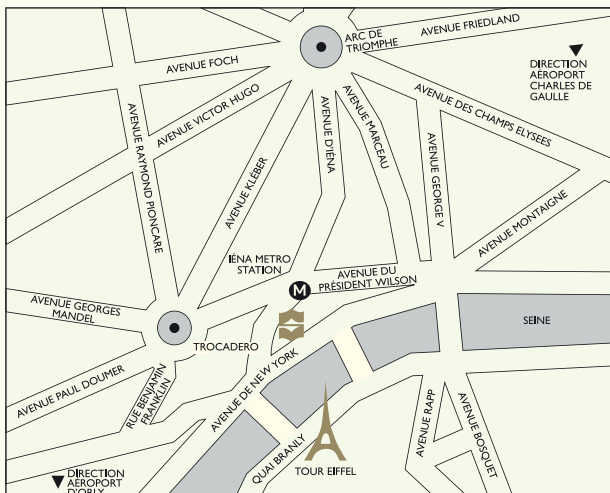 ARC DE
TRIOMPHE
AVENUE FRIEDLAND
AVENUE FOCH
DIRECTION
AÉROPORT
CHARLES DE
GAULLE
AVENUE VICTOR HUGO
AVENUE DES CHAMPS ELYSEES
AVENUE RAYMOND PIONCARE
AVENUE KLÉBER
AVENUE D'IÉNA
AVENUE MARCEAU
AVENUE GEORGE V
AVENUE MONTAIGNE
IÉNA METRO
STATION
M
AVENUE DU
PRÉSIDENT WILSON
AVENUE GEORGES
MANDEL
TROCADERO
SEINE
AVENUE PAUL DOUMER
RUE BENJAMIN
FRANKLIN
AVENUE DE NEW YORK
QUAI BRANLY
TOUR EIFFEL
AVENUE RAPP
AVENUE BOSQUET
DIRECTION
AÉROPORT
D'ORLY